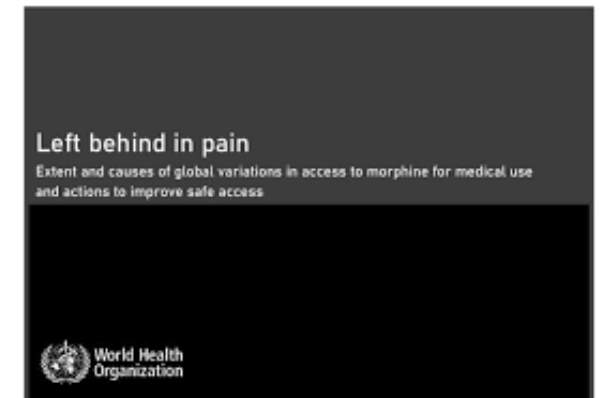 Left behind in pain
Extent and causes of global variations in access to morphine for medical use
and actions to improve safe access
World Health
Organization